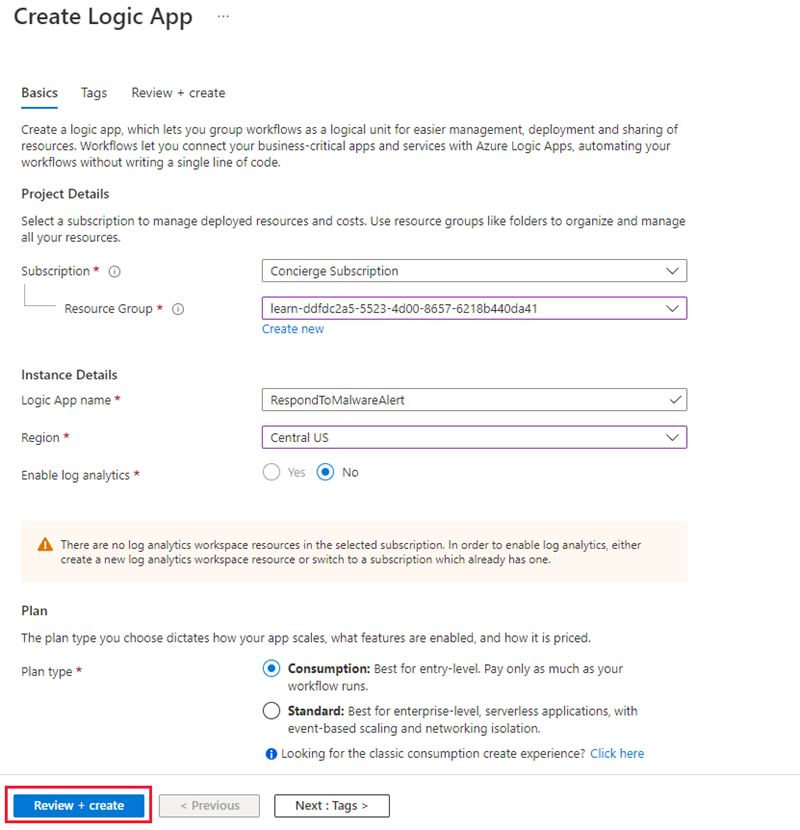 Create Logic App ...
Basics Tags Review + create
Create a logic app, which lets you group workflows as a logical unit for easier management, deployment and sharing of
resources. Workflows let you connect your business-critical apps and services with Azure Logic Apps, automating your
workflows without writing a single line of code.
Project Details
Select a subscription to manage deployed resources and costs. Use resource groups like folders to organize and manage
all your resources.
Subscription * Concierge Subscription
Resource Group * learn-ddfdc2a5-5523-4d00-8657-6218b440da41
Create new
Instance Details
Logic App name * RespondToMalwareAlert
Region * Central US
Enable log analytics * Yes No
There are no log analytics workspace resources in the selected subscription. In order to enable log analytics, either
create a new log analytics workspace resource or switch to a subscription which already has one.
Plan
The plan type you choose dictates how your app scales, what features are enabled, and how it is priced.
Plan type * Consumption: Best for entry-level. Pay only as much as your
workflow runs.
Standard: Best for enterprise-level, serverless applications, with
event-based scaling and networking isolation.
Looking for the classic consumption create experience? Click here
Review + create < Previous Next : Tags >